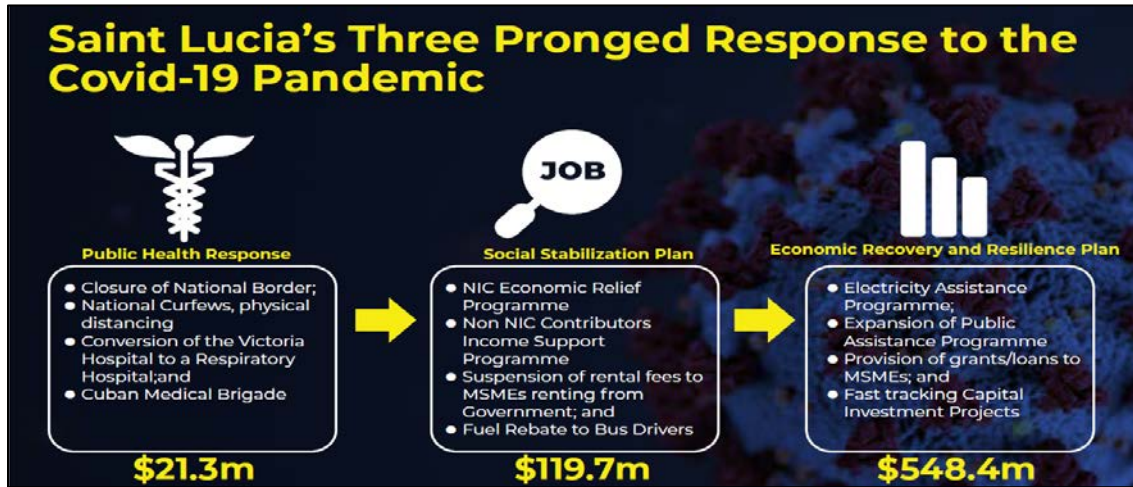 Saint Lucia's Three Pronged Response to the
Covid-19 Pandemic
Public Health Response
• Closure of National Border;
• National Curfews, physical
distancing
• Conversion of the Victoria
Hospital to a Respiratory
Hospital;and
• Cuban Medical Brigade
$21.3m
JOB
Social Stabilization Plan
• NIC Economic Relief
Programme
• Non NIC Contributors
Income Support
Programme
• Suspension of rental fees to
MSMEs renting from
Government; and
• Fuel Rebate to Bus Drivers
$119.7m
Economic Recovery and Resilience Plan
• Electricity Assistance
Programme;
• Expansion of Public
Assistance Programme
• Provision of grants/loans to
MSMEs; and
• Fast tracking Capital
Investment Projects
$548.4m